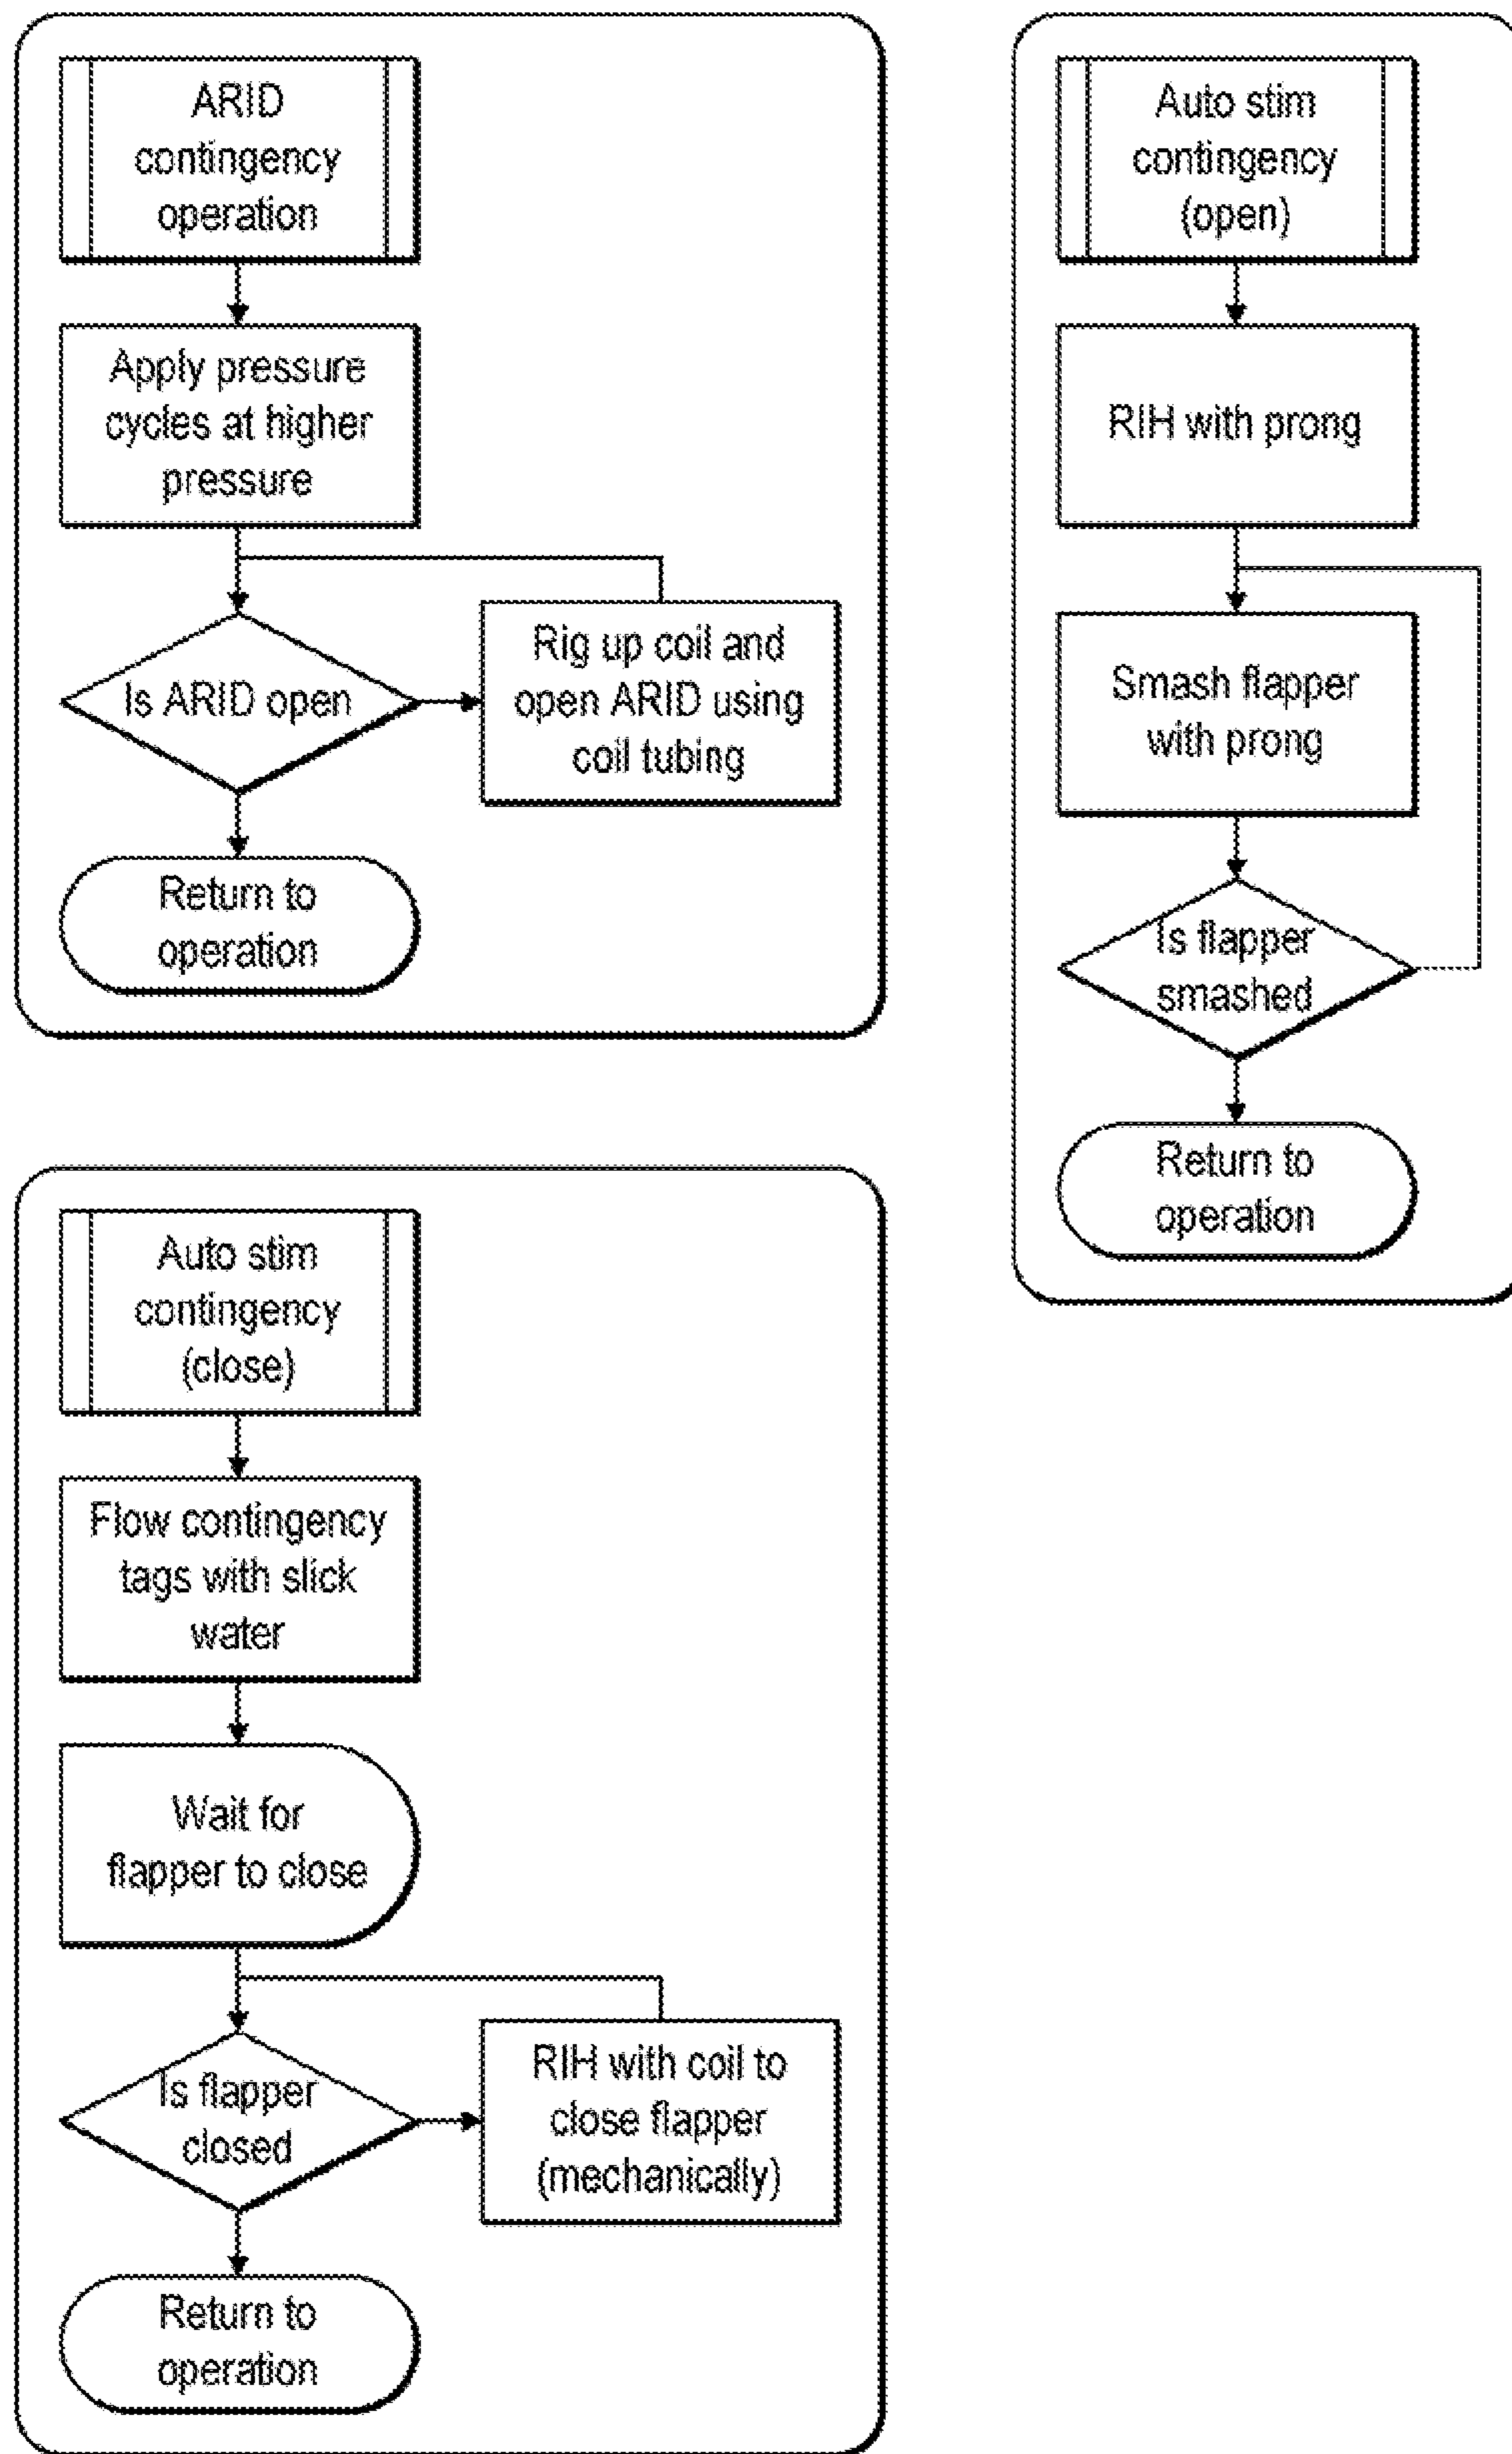 ARID
contingency
operation
Apply pressure
cycles at higher
pressure
Is ARID open
Rig up coil and
open ARID using
coil tubing
Return to
operation
Auto stim
contingency
(open)
RIH with prong
Smash flapper
with prong
Is flapper
smashed
Return to
operation
Auto stim
contingency
(close)
Flow contingency
tags with slick
water
Wait for
flapper to close
Is flapper
closed
RIH with coil to
close flapper
(mechanically)
Return to
operation